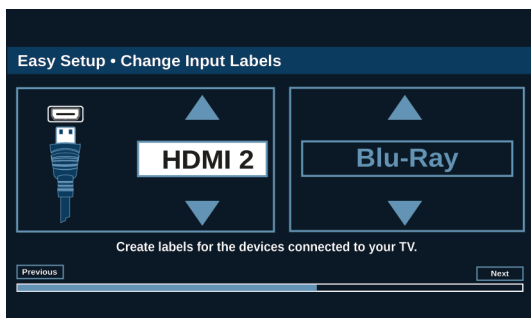 Easy Setup • Change Input Labels
HDMI 2
Blu-Ray
Create labels for the devices connected to your TV.
Previous
Next